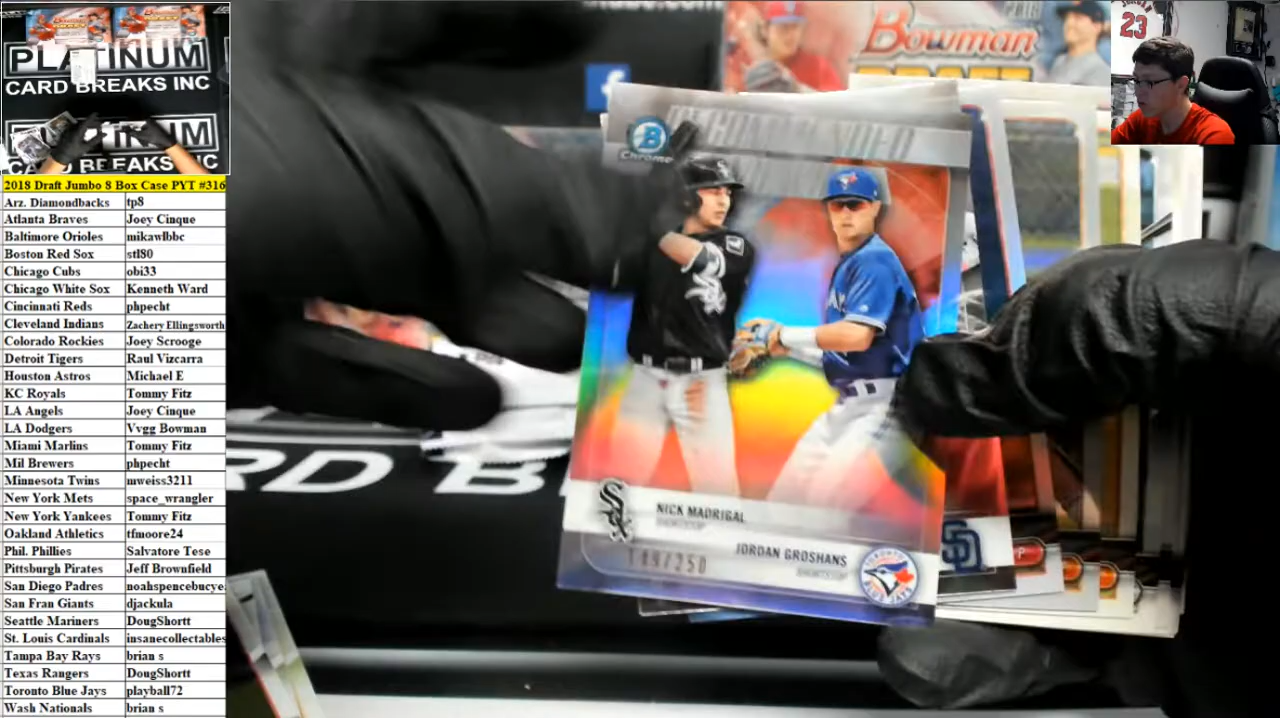 PLATINUM
CARD BREAKS INC
2018 Draft Jumbo 8 Box Case PYT #316
Arz. Diamondbacks tp8
Atlanta Braves Joey Cinque
Baltimore Orioles mikawlbbc
Boston Red Sox stl80
Chicago Cubs obi33
Chicago White Sox Kenneth Ward
Cincinnati Reds phpecht
Cleveland Indians Zachery Ellingsworth
Colorado Rockies Joey Scrooge
Detroit Tigers Raul Vizcarra
Houston Astros Michael E
KC Royals Tommy Fitz
LA Angels Joey Cinque
LA Dodgers Vvgg Bowman
Miami Marlins Tommy Fitz
Mil Brewers phpecht
Minnesota Twins mweiss3211
New York Mets space_wrangler
New York Yankees Tommy Fitz
Oakland Athletics tfmoore24
Phil. Phillies Salvatore Tese
Pittsburgh Pirates Jeff Brownfield
San Diego Padres noahspencebucye
San Fran Giants djackula
Seattle Mariners DougShortt
St. Louis Cardinals insanecollectables
Tampa Bay Rays brian s
Texas Rangers DougShortt
Toronto Blue Jays playball72
Wash Nationals brian s
Bowman
B
Chrome
NICK MADRIGAL
SHORTSTOP
JORDAN GROSHANS
SHORTSTOP
RD B
SD
23